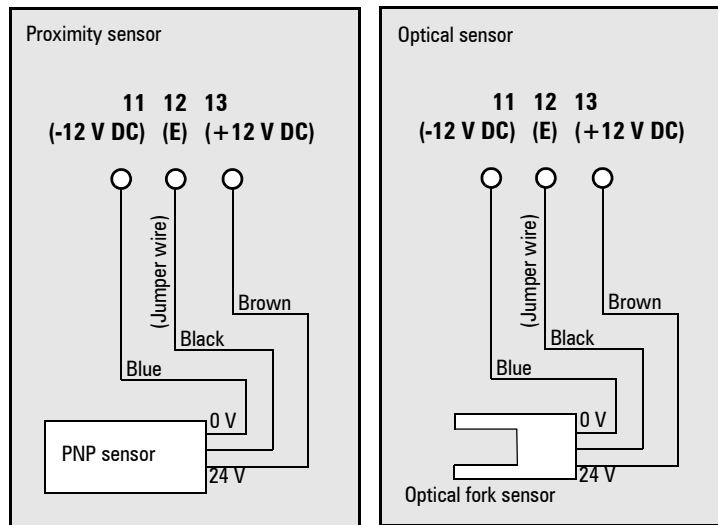 Proximity sensor
11 12 13
(-12 V DC) (E) (+12 V DC)
(Jumper wire)
Brown
Black
Blue
0 V
PNP sensor
24 V
Optical sensor
11 12 13
(-12 V DC) (E) (+12 V DC)
(Jumper wire)
Brown
Black
Blue
0 V
24 V
Optical fork sensor